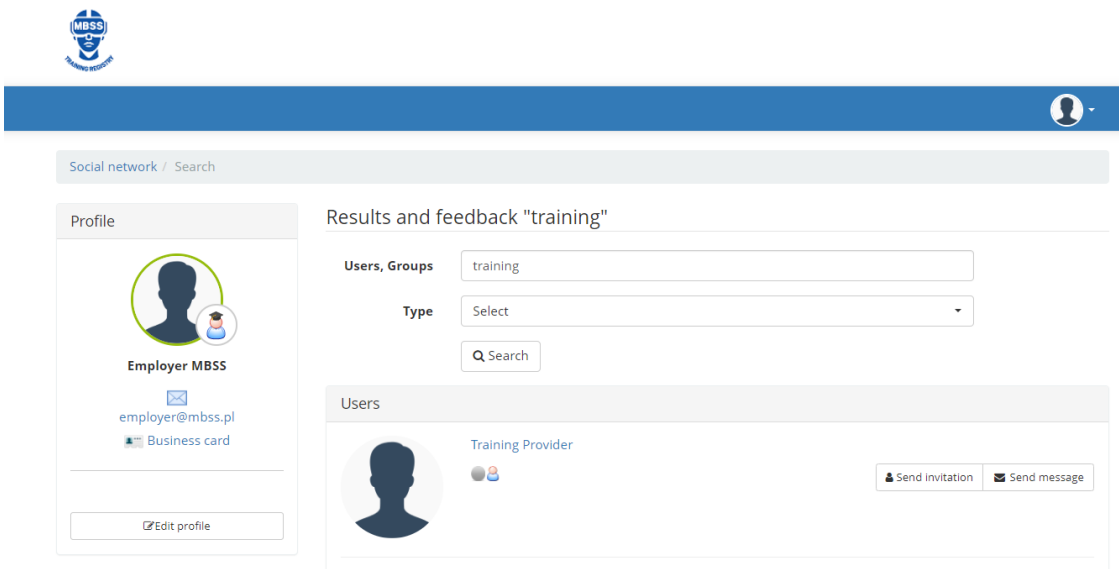 MBSS
TRAINING REGISTRY
Social network / Search
Profile
Employer MBSS
employer@mbss.pl
Business card
Edit profile
Results and feedback "training"
Users, Groups training
Type Select
Search
Users
Training Provider
Send invitation Send message